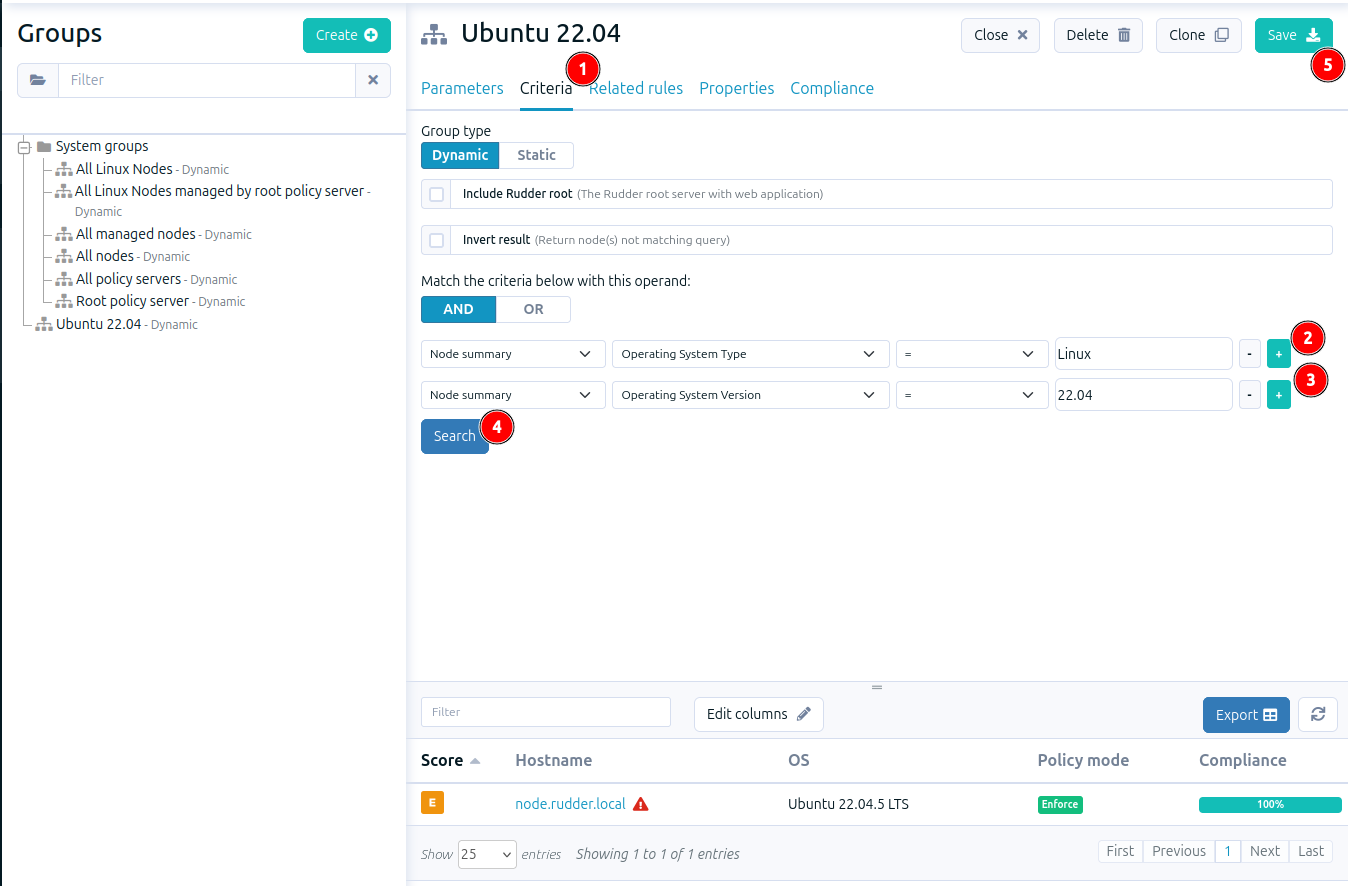 Groups
Create
Filter
System groups
All Linux Nodes - Dynamic
All Linux Nodes managed by root policy server -
Dynamic
All managed nodes - Dynamic
All nodes - Dynamic
All policy servers - Dynamic
Root policy server - Dynamic
Ubuntu 22.04 - Dynamic
Ubuntu 22.04
Close Delete Clone Save
5
1
Parameters Criteria Related rules Properties Compliance
Group type
Dynamic Static
Include Rudder root (The Rudder root server with web application)
Invert result (Return node(s) not matching query)
Match the criteria below with this operand:
AND OR
Node summary Operating System Type = Linux - + 2
Node summary Operating System Version = 22.04 - + 3
Search 4
Filter Edit columns Export
Score Hostname OS Policy mode Compliance
E node.rudder.local Ubuntu 22.04.5 LTS Enforce 100%
Show 25 entries Showing 1 to 1 of 1 entries First Previous 1 Next Last